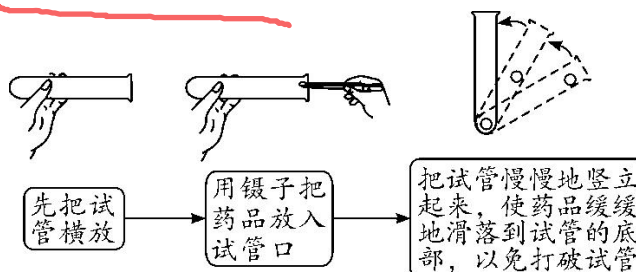 先把试
管横放
用镊子把
药品放入
试管口
把试管慢慢地竖立
起来，使药品缓缓
地滑落到试管的底
部，以免打破试管